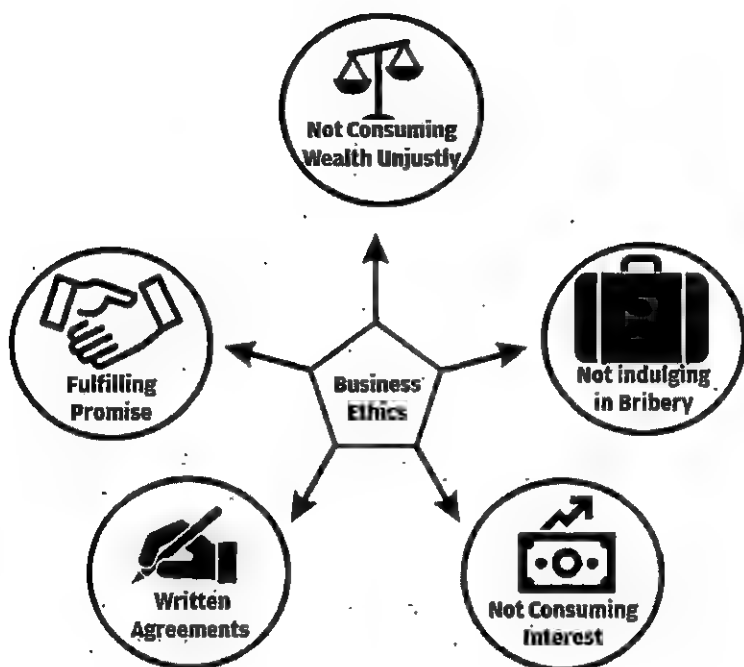 Not Consuming
Wealth Unjustly
Fulfilling
Promise
Business
Ethics
Not indulging
in Bribery
Written
Agreements
Not Consuming
Interest